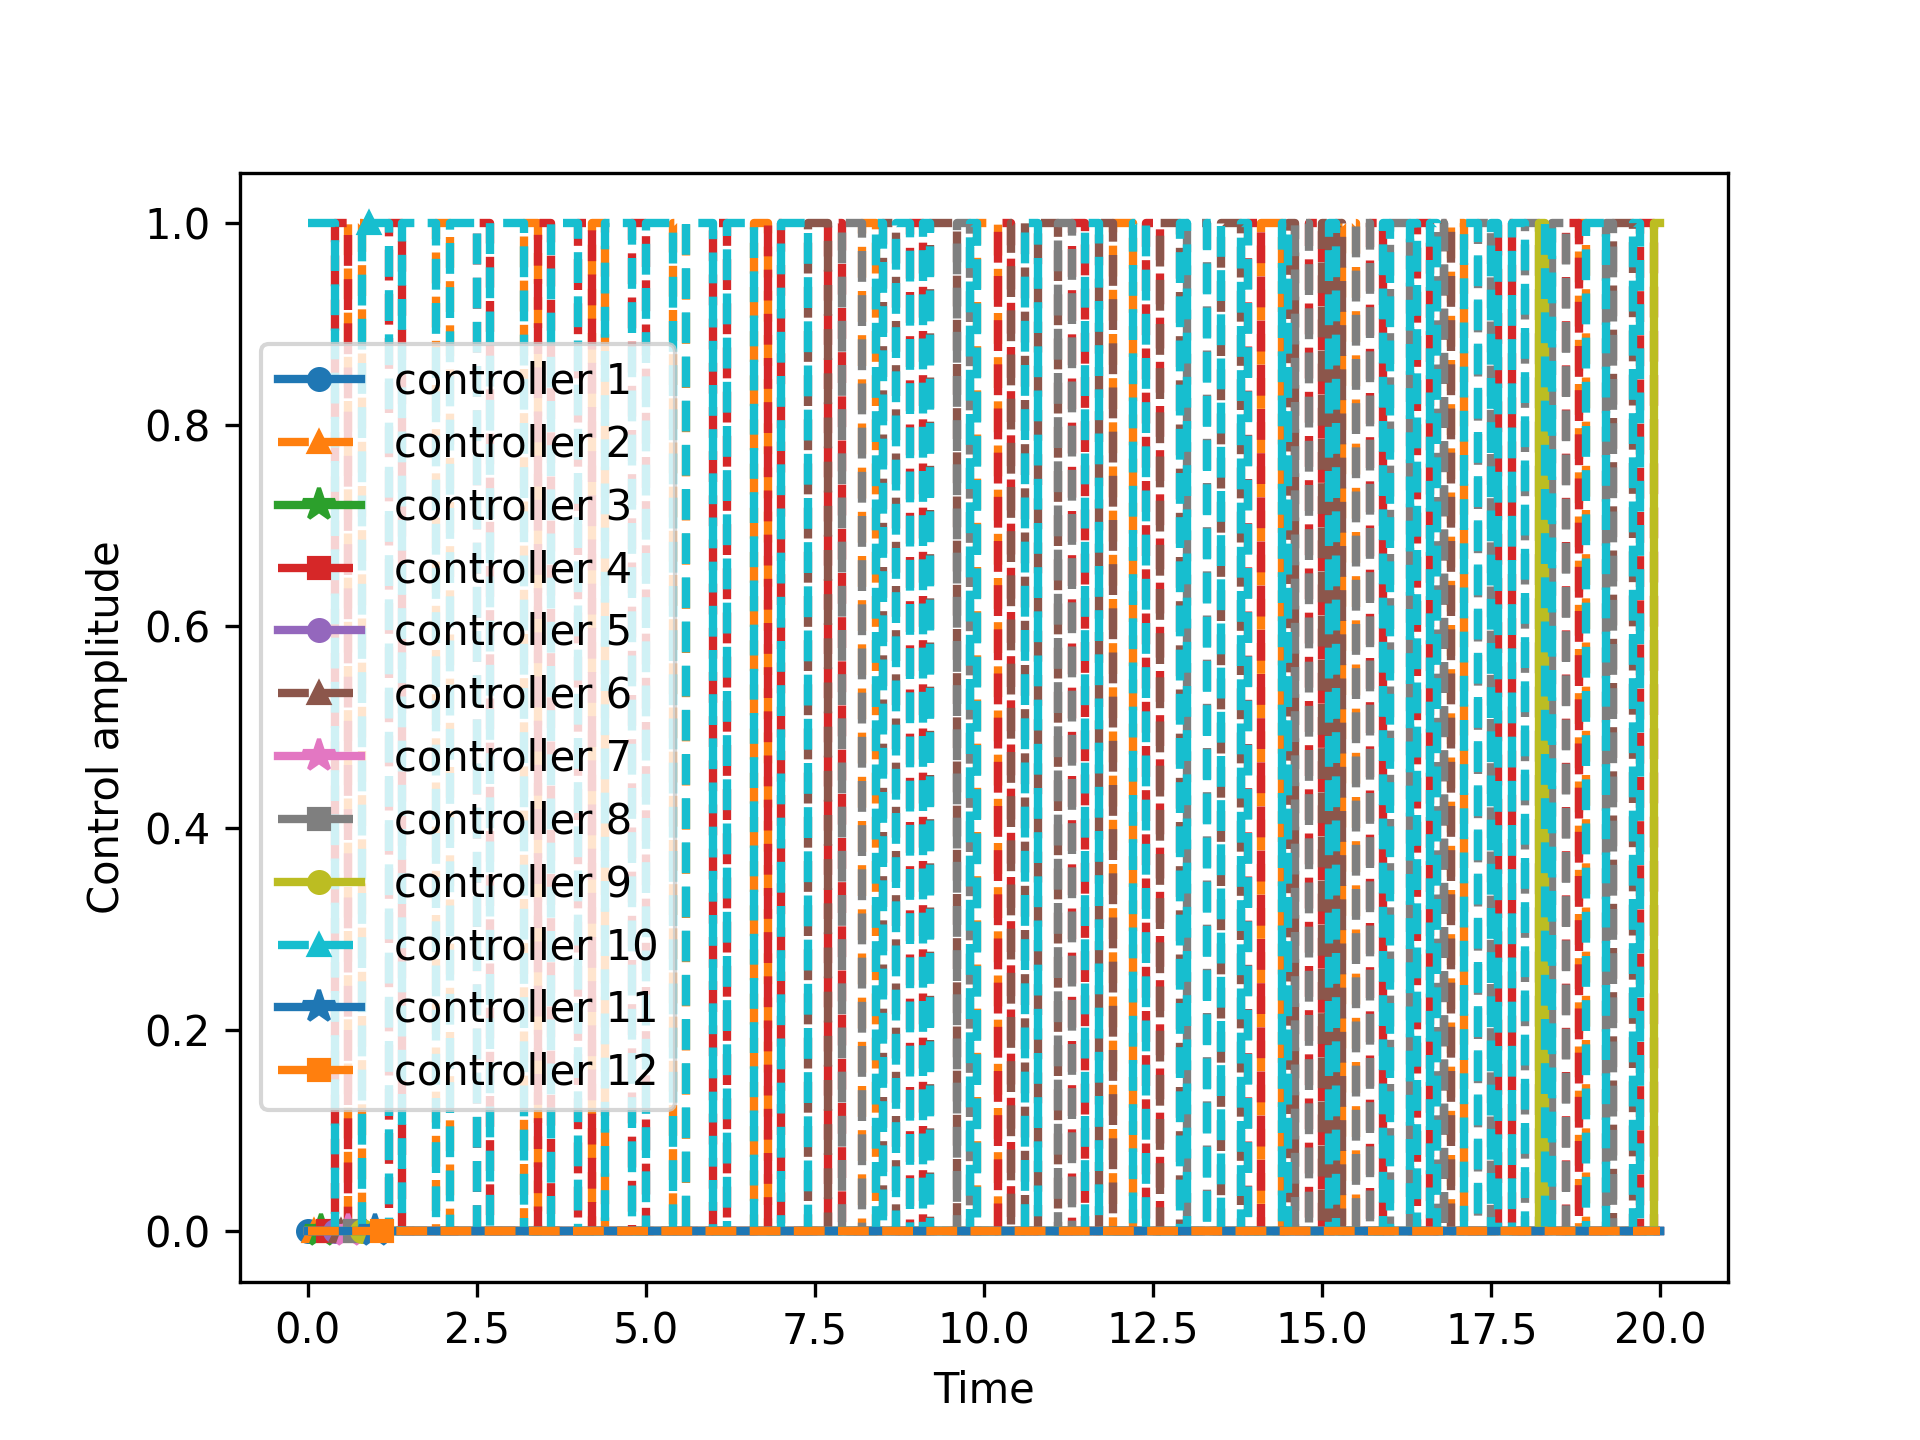 1.0
0.8
0.6
0.4
0.2
0.0
Control amplitude
controller 1
controller 2
controller 3
controller 4
controller 5
controller 6
controller 7
controller 8
controller 9
controller 10
controller 11
controller 12
0.0 2.5 5.0 7.5 10.0 12.5 15.0 17.5 20.0
Time